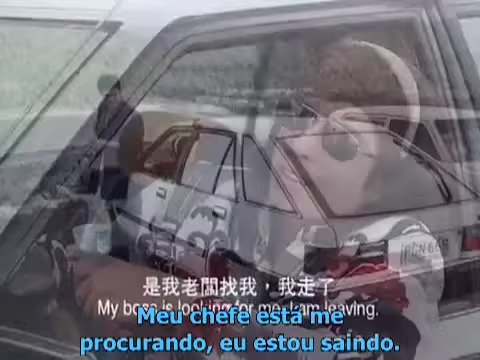 是我老闆找我，我走了
My boss is looking for me. I am leaving.
Meu chefe está me
procurando, eu estou saindo.